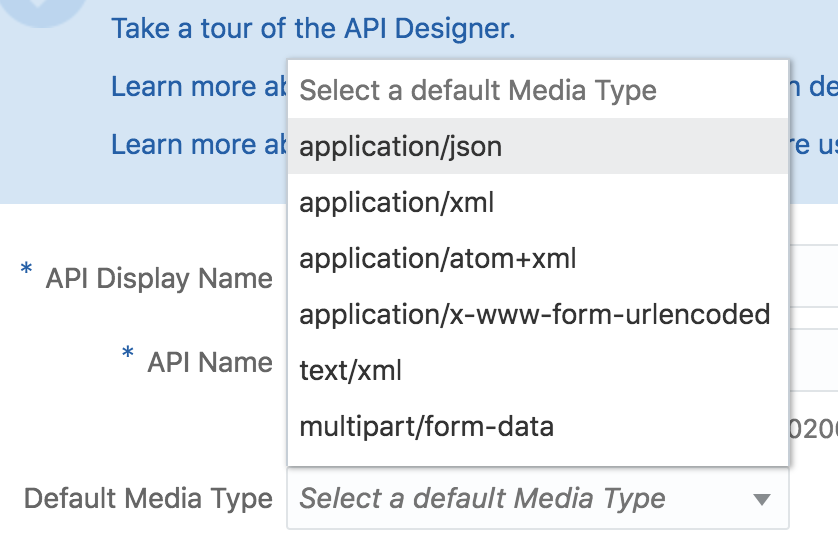 Take a tour of the API Designer.
Learn more
Select a default Media Type
application/json
Learn more
application/xml
application/atom+xml
* API Display Name
application/x-www-form-urlencoded
* API Name
text/xml
multipart/form-data
Default Media Type Select a default Media Type